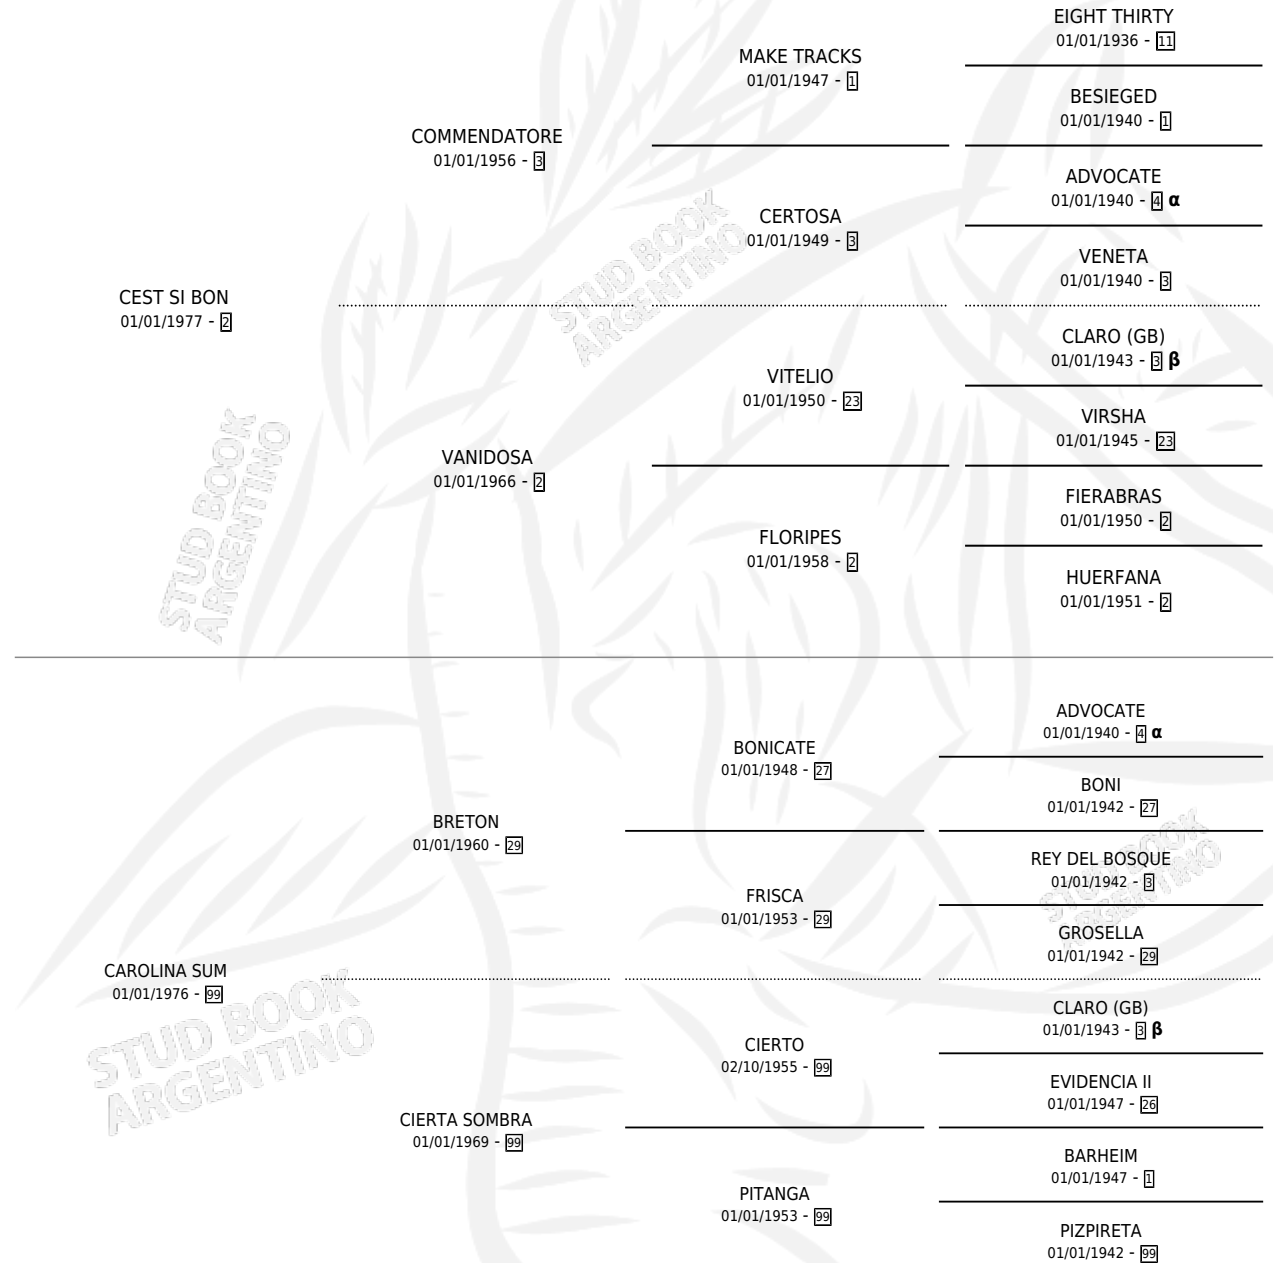 EIGHT THIRTY
01/01/1936 - 11
MAKE TRACKS
01/01/1947 - 1
BESIEGED
01/01/1940 - 1
COMMENDATORE
01/01/1956 - 3
ADVOCATE
01/01/1940 - 4 α
CERTOSA
01/01/1949 - 3
VENETA
01/01/1940 - 3
CEST SI BON
01/01/1977 - 2
CLARO (GB)
01/01/1943 - 3 β
VITELIO
01/01/1950 - 23
VIRSHA
01/01/1945 - 23
VANIDOSA
01/01/1966 - 2
FIERABRAS
01/01/1950 - 2
FLORIPES
01/01/1958 - 2
HUERFANA
01/01/1951 - 2
ADVOCATE
01/01/1940 - 4 α
BONICATE
01/01/1948 - 27
BONI
01/01/1942 - 27
BRETON
01/01/1960 - 29
REY DEL BOSQUE
01/01/1942 - 3
FRISCA
01/01/1953 - 29
GROSELLA
01/01/1942 - 29
CAROLINA SUM
01/01/1976 - 99
CLARO (GB)
01/01/1943 - 3 β
CIERTO
02/10/1955 - 99
EVIDENCIA II
01/01/1947 - 26
CIERTA SOMBRA
01/01/1969 - 99
BARHEIM
01/01/1947 - 1
PITANGA
01/01/1953 - 99
PIZPIRETA
01/01/1942 - 99
STUD BOOK
ARGENTINO
STUD BOOK
ARGENTINO
STUD BOOK
ARGENTINO
STUD BOOK
ARGENTINO